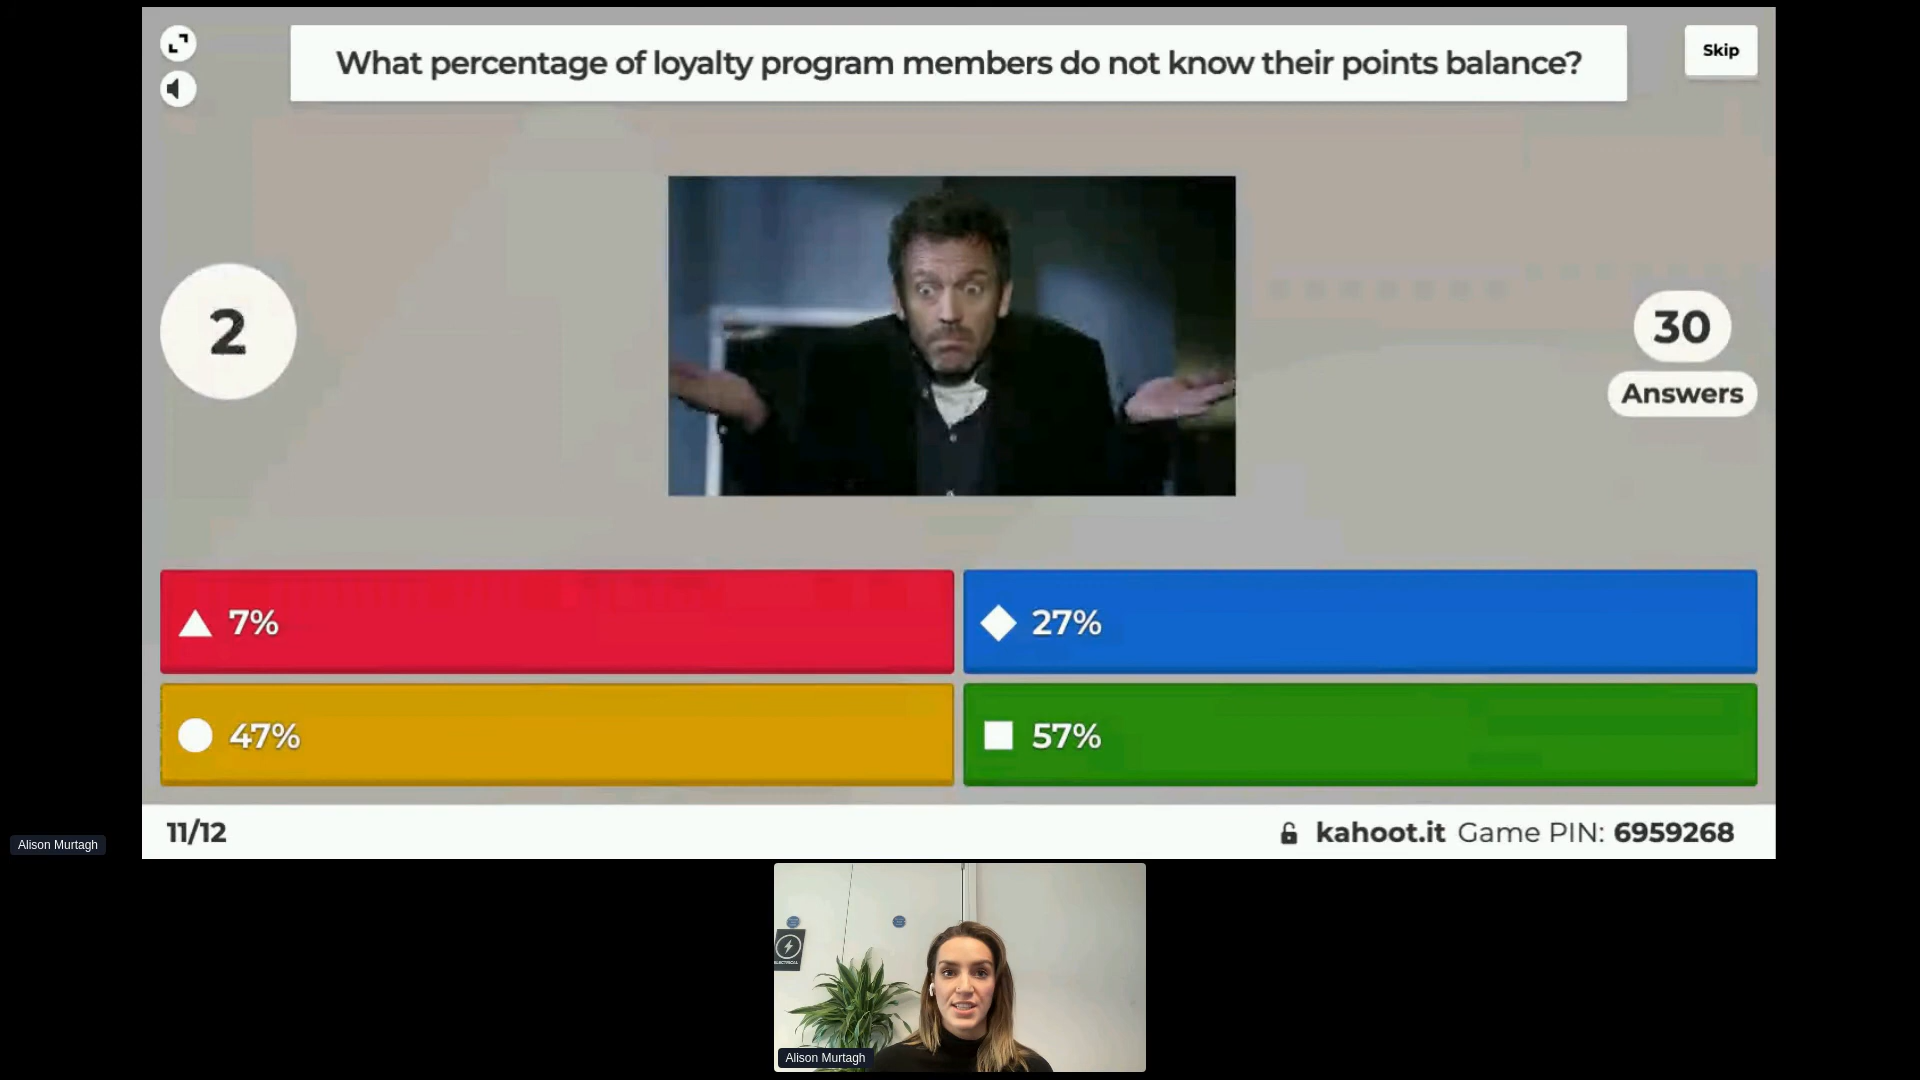 What percentage of loyalty program members do not know their points balance?
Skip
2
30
Answers
7%
27%
47%
57%
11/12
kahoot.it Game PIN: 6959268
Alison Murtagh
ELECTRICAL
Alison Murtagh